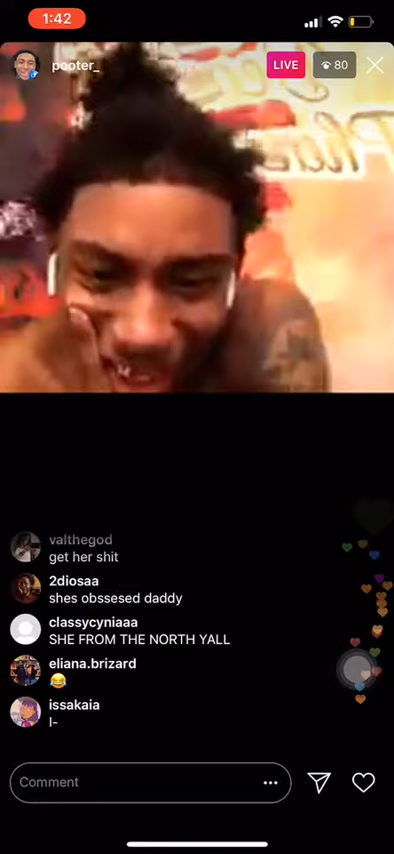 1:42
pooter_
LIVE
80
valthegod
get her shit
2diosaa
shes obssesed daddy
classycyniaaa
SHE FROM THE NORTH YALL
eliana.brizard
😂
issakaia
I-
Comment